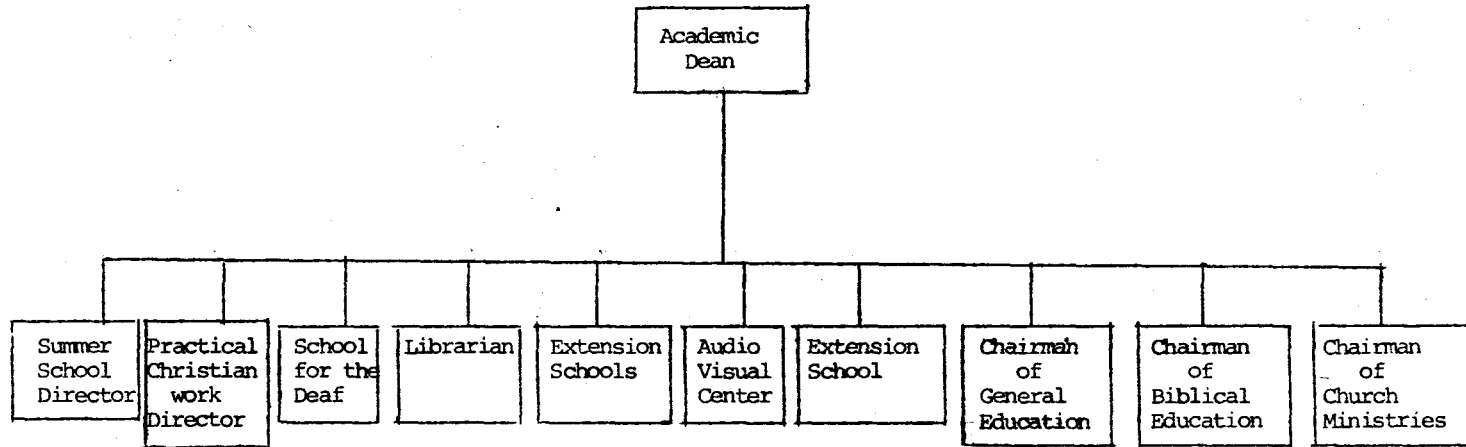 Academic
Dean
Summer
School
Director
Practical
Christian
work
Director
School
for the
Deaf
Librarian
Extension
Schools
Audio
Visual
Center
Extension
School
Chairman
of
General
Education
Chairman
of
Biblical
Education
Chairman
of
Church
Ministries